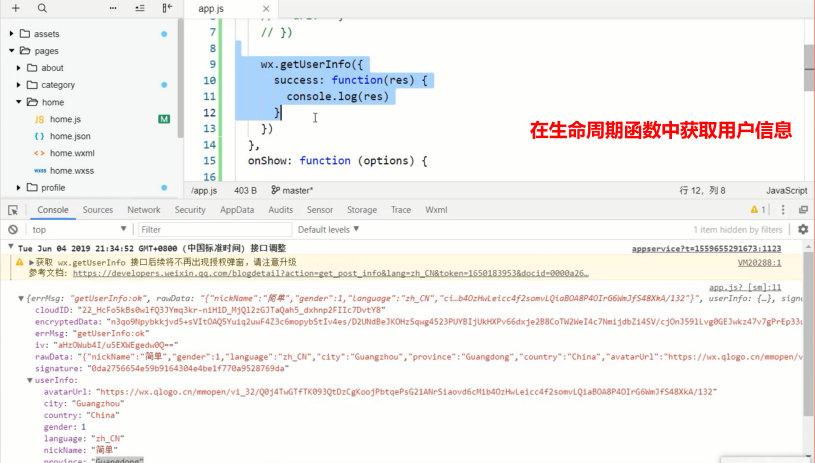 app.js ×
assets
pages
about
category
home
JS home.js M
{ } home.json
<> home.wxml
wxss home.wxss
profile
7 // })
8
9 wx.getUserInfo({
10 success: function(res) {
11 console.log(res)
12 }
13 })
14 },
15 onShow: function (options) {
16
在生命周期函数中获取用户信息
/app.js 403 B master* 行 12，列 8 JavaScript
Console Sources Network Security AppData Audits Sensor Storage Trace Wxml 1
top Filter Default levels 1 item hidden by filters
Tue Jun 04 2019 21:34:52 GMT+0800 (中国标准时间) 接口调整 appservice?t=1559655291673:1123
获取 wx.getUserInfo 接口后续将不再出现授权弹窗，请注意升级 VM20288:1
参考文档: https://developers.weixin.qq.com/blogdetail?action=get_post_info&lang=zh_CN&token=1650183953&docid=0000a26…
app.js? [sm]:11
{errMsg: "getUserInfo:ok", rawData: "{"nickName":"简单","gender":1,"language":"zh_CN","ci…b4OzHwLeicc4f2somvLQiaBOA8P4OIrG6WmJfS48XkA/132"}", userInfo: {…}, signa
cloudID:
encryptedData:
errMsg: "getUserInfo:ok"
iv: "aHzOWub4I/u5EXWEgedw0Q=="
rawData: "{"nickName":"简单","gender":1,"language":"zh_CN","city":"Guangzhou","province":"Guangdong","country":"China","avatarUrl":"https://wx.qlogo.cn/mmopen/v
signature: "0da2756654e59b9164304e4be1f770a9528769da"
userInfo:
avatarUrl: "https://wx.qlogo.cn/mmopen/vi_32/Q0j4TwGTfTK093QtDzCgKoojPbtqePsG21ANrSiaovd6cMib4OzHwLeicc4f2somvLQiaBOA8P4OIrG6WmJfS48XkA/132"
city: "Guangzhou"
country: "China"
gender: 1
language: "zh_CN"
nickName: "简单"
province: "Guangdong"